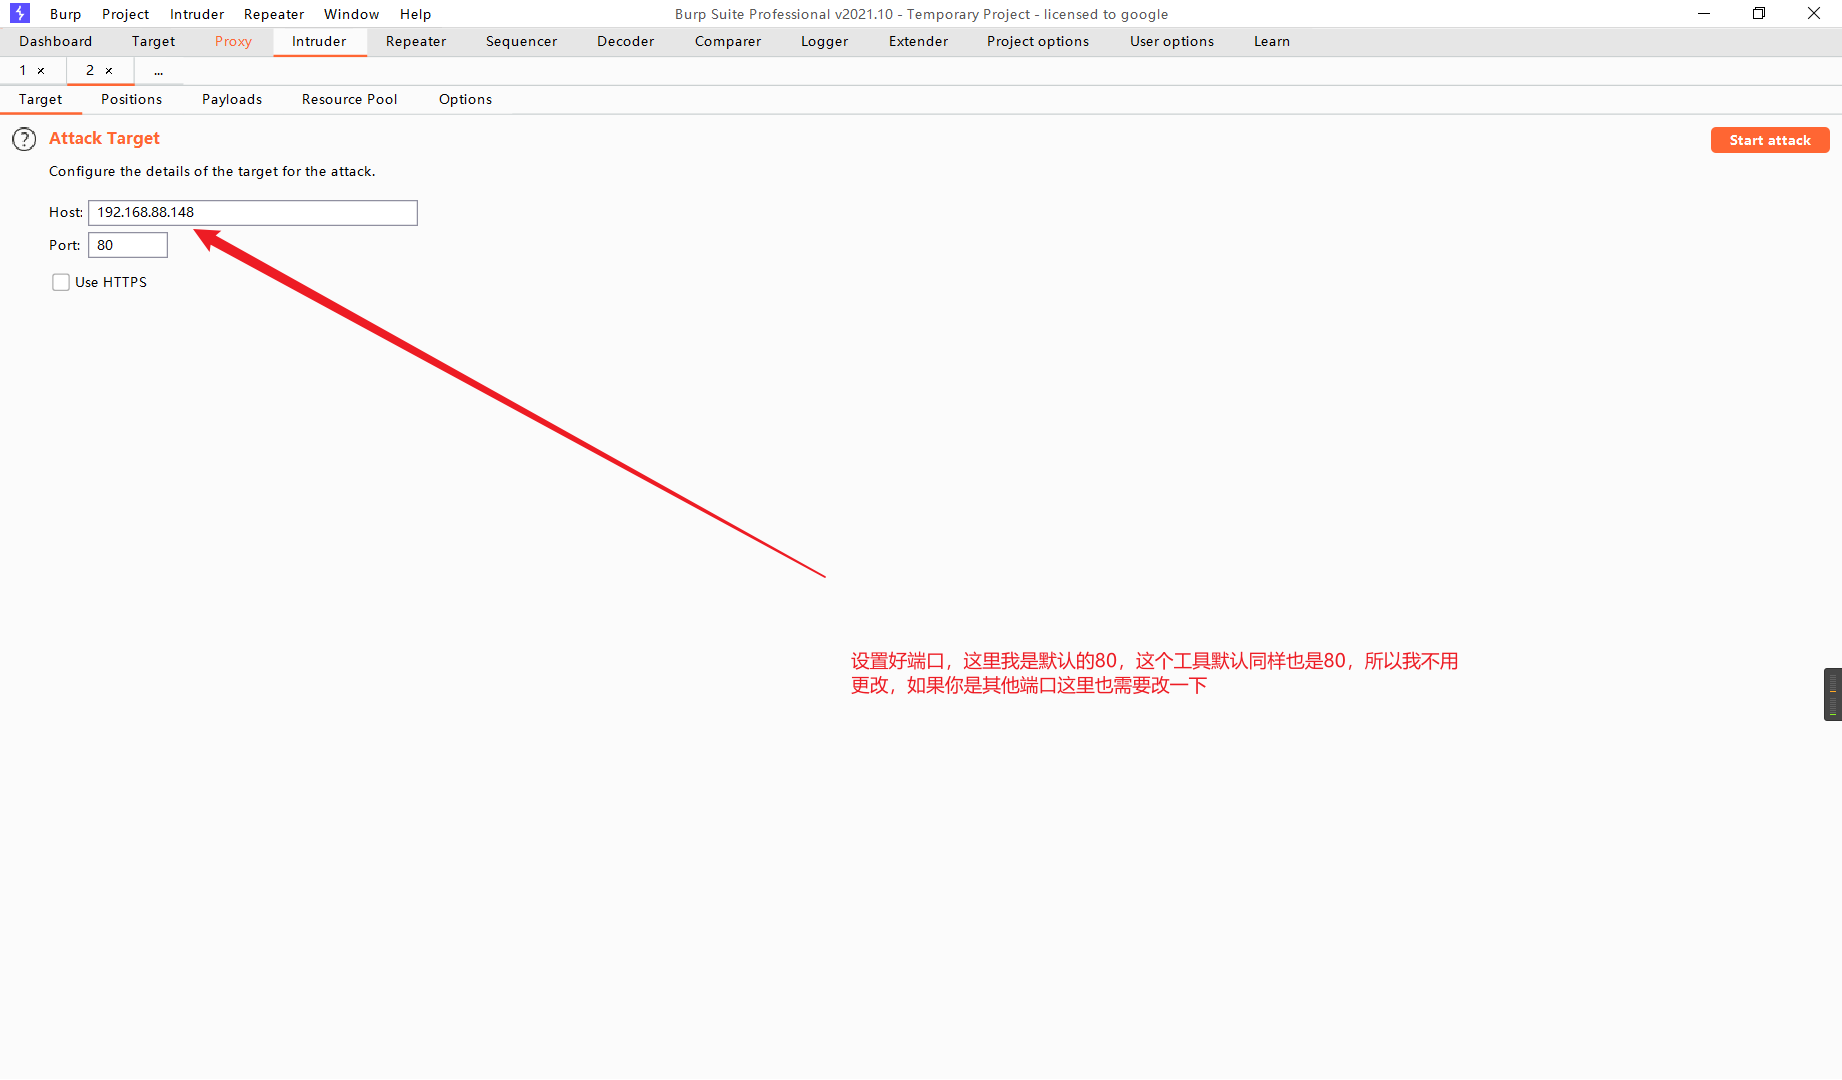 Burp Project Intruder Repeater Window Help
Burp Suite Professional v2021.10 - Temporary Project - licensed to google
Dashboard Target Proxy Intruder Repeater Sequencer Decoder Comparer Logger Extender Project options User options Learn
1 × 2 × ...
Target Positions Payloads Resource Pool Options
? Attack Target
Start attack
Configure the details of the target for the attack.
Host: 192.168.88.148
Port: 80
Use HTTPS
设置好端口，这里我是默认的80，这个工具默认同样也是80，所以我不用
更改，如果你是其他端口这里也需要改一下